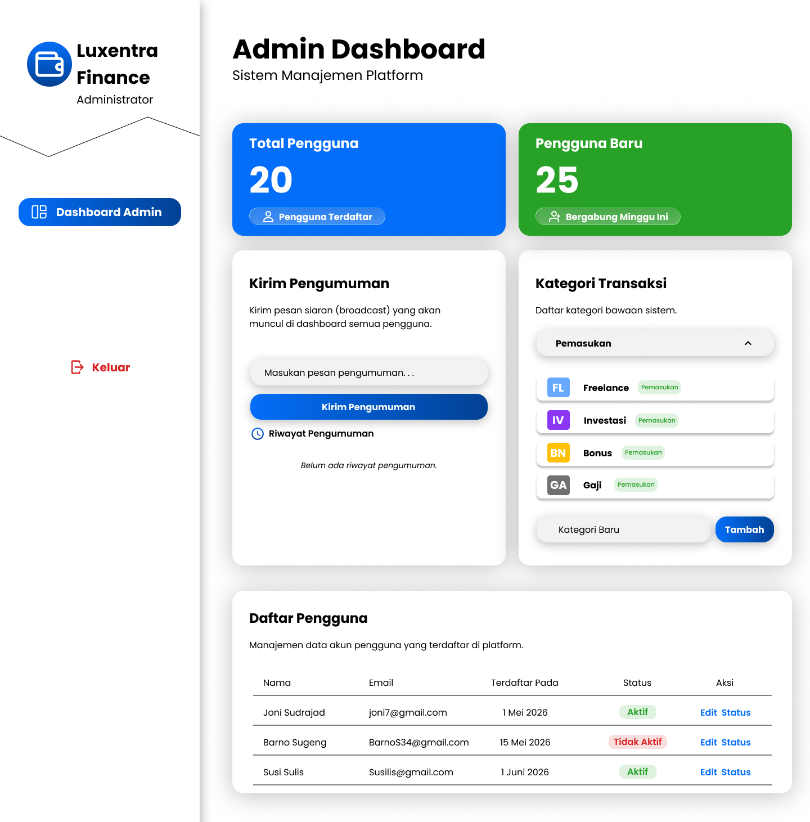 Luxentra
Finance
Administrator
Dashboard Admin
Keluar
Admin Dashboard
Sistem Manajemen Platform
Total Pengguna
20
Pengguna Terdaftar
Pengguna Baru
25
Bergabung Minggu Ini
Kirim Pengumuman
Kirim pesan siaran (broadcast) yang akan
muncul di dashboard semua pengguna.
Masukan pesan pengumuman. . .
Kirim Pengumuman
Riwayat Pengumuman
Belum ada riwayat pengumuman.
Kategori Transaksi
Daftar kategori bawaan sistem.
Pemasukan
FL Freelance Pemasukan
IV Investasi Pemasukan
BN Bonus Pemasukan
GA Gaji Pemasukan
Kategori Baru Tambah
Daftar Pengguna
Manajemen data akun pengguna yang terdaftar di platform.
Nama Email Terdaftar Pada Status Aksi
Joni Sudrajad joni7@gmail.com 1 Mei 2026 Aktif Edit Status
Barno Sugeng BarnoS34@gmail.com 15 Mei 2026 Tidak Aktif Edit Status
Susi Sulis Susilis@gmail.com 1 Juni 2026 Aktif Edit Status